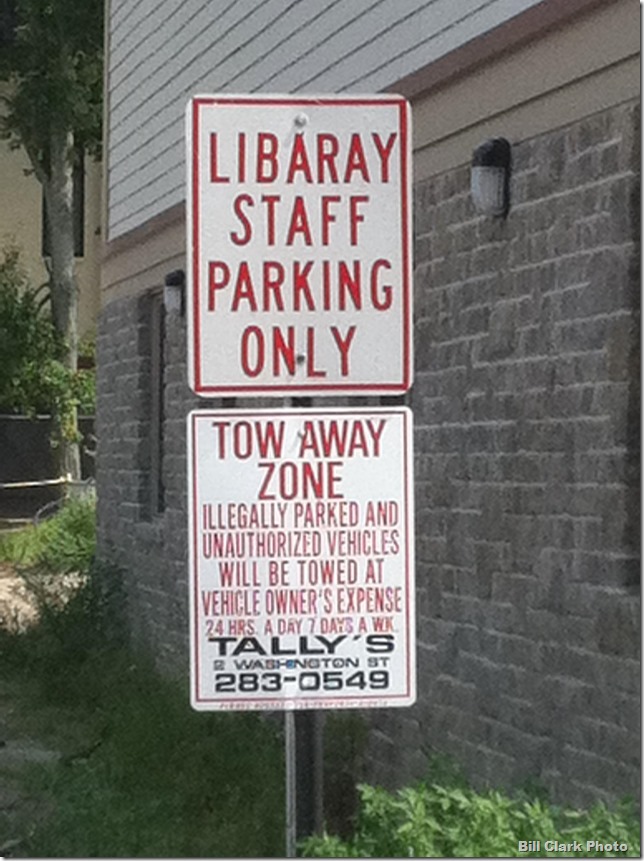 LIBARAY
STAFF
PARKING
ONLY
TOW AWAY
ZONE
ILLEGALLY PARKED AND
UNAUTHORIZED VEHICLES
WILL BE TOWED AT
VEHICLE OWNER'S EXPENSE
24 HRS. A DAY 7 DAYS A WK.
TALLY'S
2 WASHINGTON ST
283-0549
Bill Clark Photo